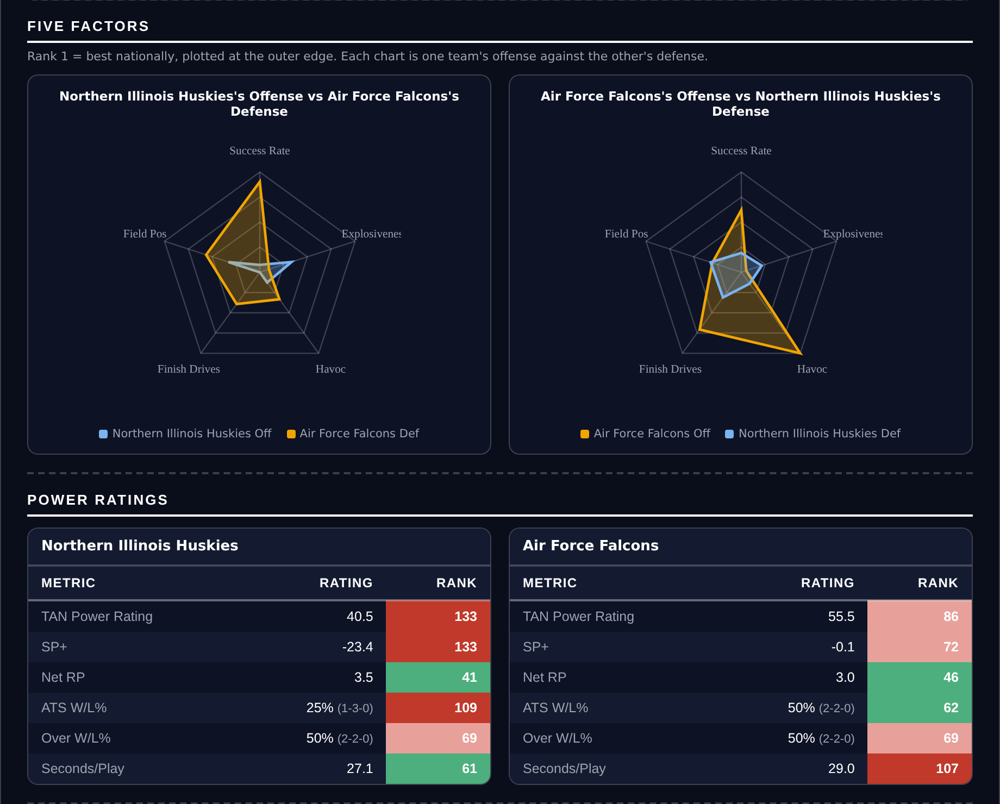 FIVE FACTORS
Rank 1 = best nationally, plotted at the outer edge. Each chart is one team's offense against the other's defense.
Northern Illinois Huskies's Offense vs Air Force Falcons's
Defense
Success Rate
Field Pos
Explosivenes
Finish Drives
Havoc
Northern Illinois Huskies Off
Air Force Falcons Def
Air Force Falcons's Offense vs Northern Illinois Huskies's
Defense
Success Rate
Field Pos
Explosivenes
Finish Drives
Havoc
Air Force Falcons Off
Northern Illinois Huskies Def
POWER RATINGS
Northern Illinois Huskies
METRIC RATING RANK
TAN Power Rating 40.5 133
SP+ -23.4 133
Net RP 3.5 41
ATS W/L% 25% (1-3-0) 109
Over W/L% 50% (2-2-0) 69
Seconds/Play 27.1 61
Air Force Falcons
METRIC RATING RANK
TAN Power Rating 55.5 86
SP+ -0.1 72
Net RP 3.0 46
ATS W/L% 50% (2-2-0) 62
Over W/L% 50% (2-2-0) 69
Seconds/Play 29.0 107